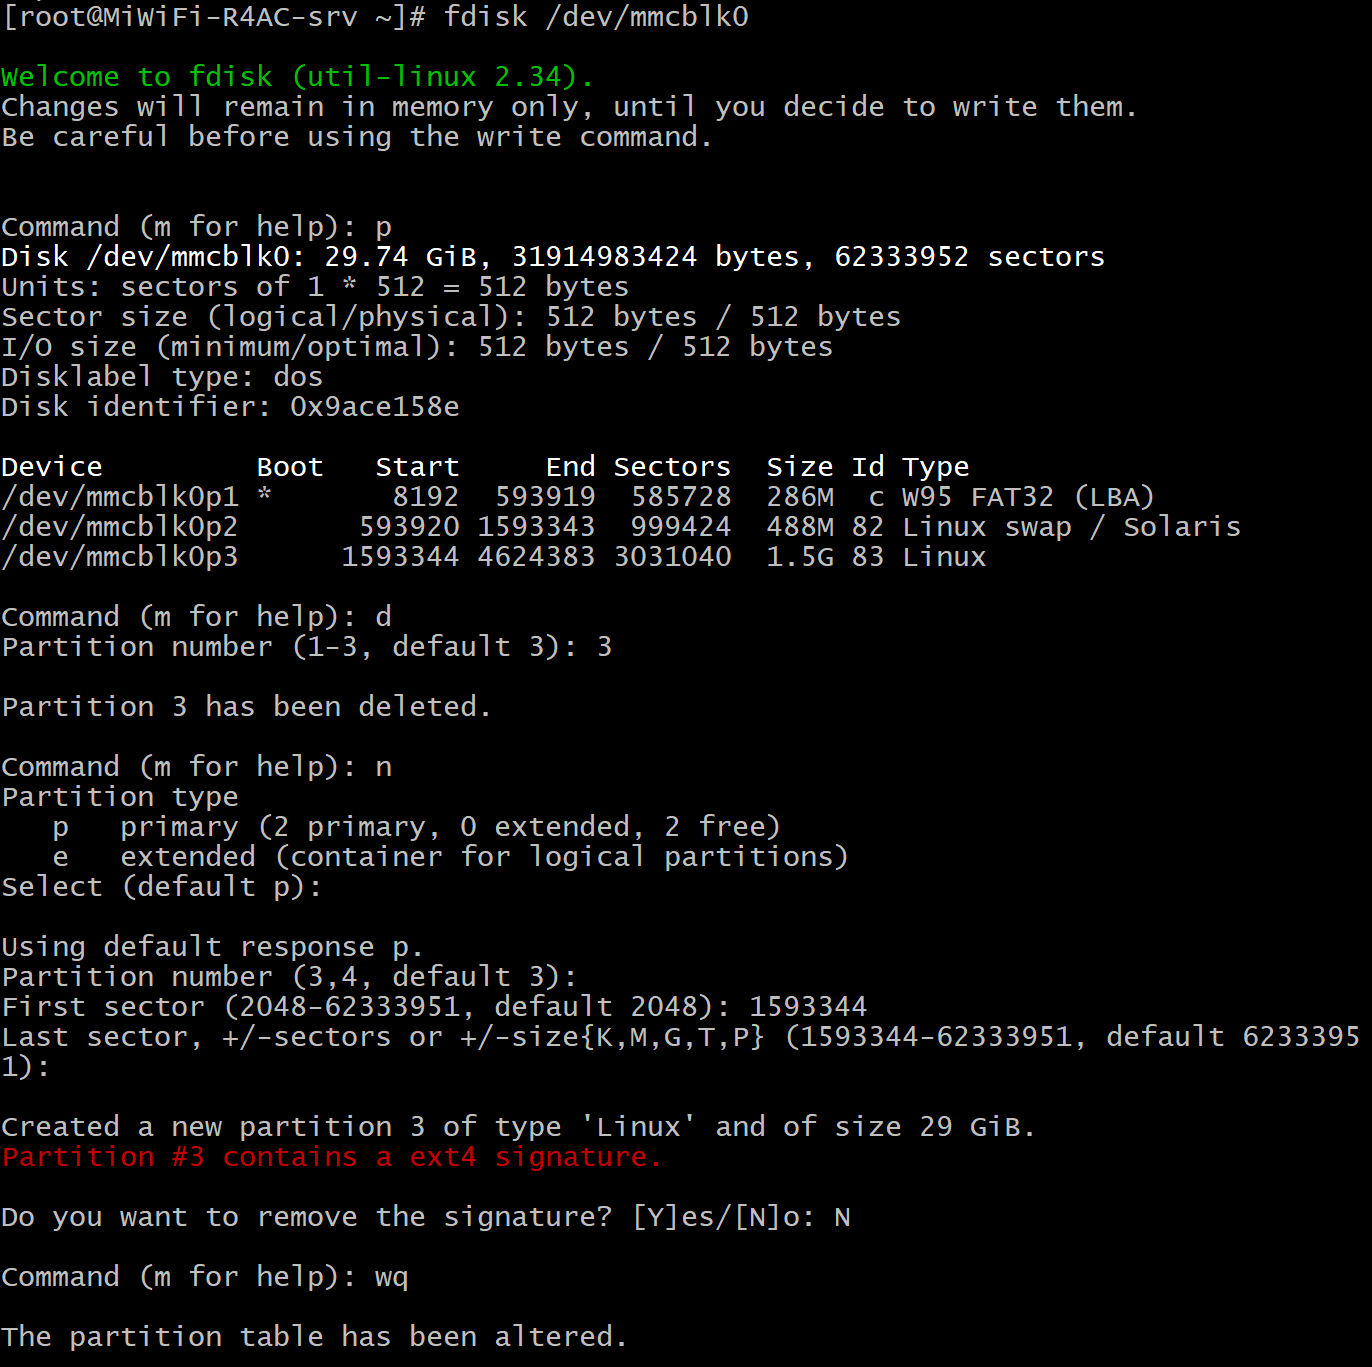 [root@MiWiFi-R4AC-srv ~]# fdisk /dev/mmcblk0
Welcome to fdisk (util-linux 2.34).
Changes will remain in memory only, until you decide to write them.
Be careful before using the write command.
Command (m for help): p
Disk /dev/mmcblk0: 29.74 GiB, 31914983424 bytes, 62333952 sectors
Units: sectors of 1 * 512 = 512 bytes
Sector size (logical/physical): 512 bytes / 512 bytes
I/O size (minimum/optimal): 512 bytes / 512 bytes
Disklabel type: dos
Disk identifier: 0x9ace158e
Device         Boot   Start     End Sectors  Size Id Type
/dev/mmcblk0p1 *       8192  593919  585728  286M  c W95 FAT32 (LBA)
/dev/mmcblk0p2       593920 1593343  999424  488M 82 Linux swap / Solaris
/dev/mmcblk0p3      1593344 4624383 3031040  1.5G 83 Linux
Command (m for help): d
Partition number (1-3, default 3): 3
Partition 3 has been deleted.
Command (m for help): n
Partition type
   p   primary (2 primary, 0 extended, 2 free)
   e   extended (container for logical partitions)
Select (default p):
Using default response p.
Partition number (3,4, default 3):
First sector (2048-62333951, default 2048): 1593344
Last sector, +/-sectors or +/-size{K,M,G,T,P} (1593344-62333951, default 6233395
1):
Created a new partition 3 of type 'Linux' and of size 29 GiB.
Partition #3 contains a ext4 signature.
Do you want to remove the signature? [Y]es/[N]o: N
Command (m for help): wq
The partition table has been altered.